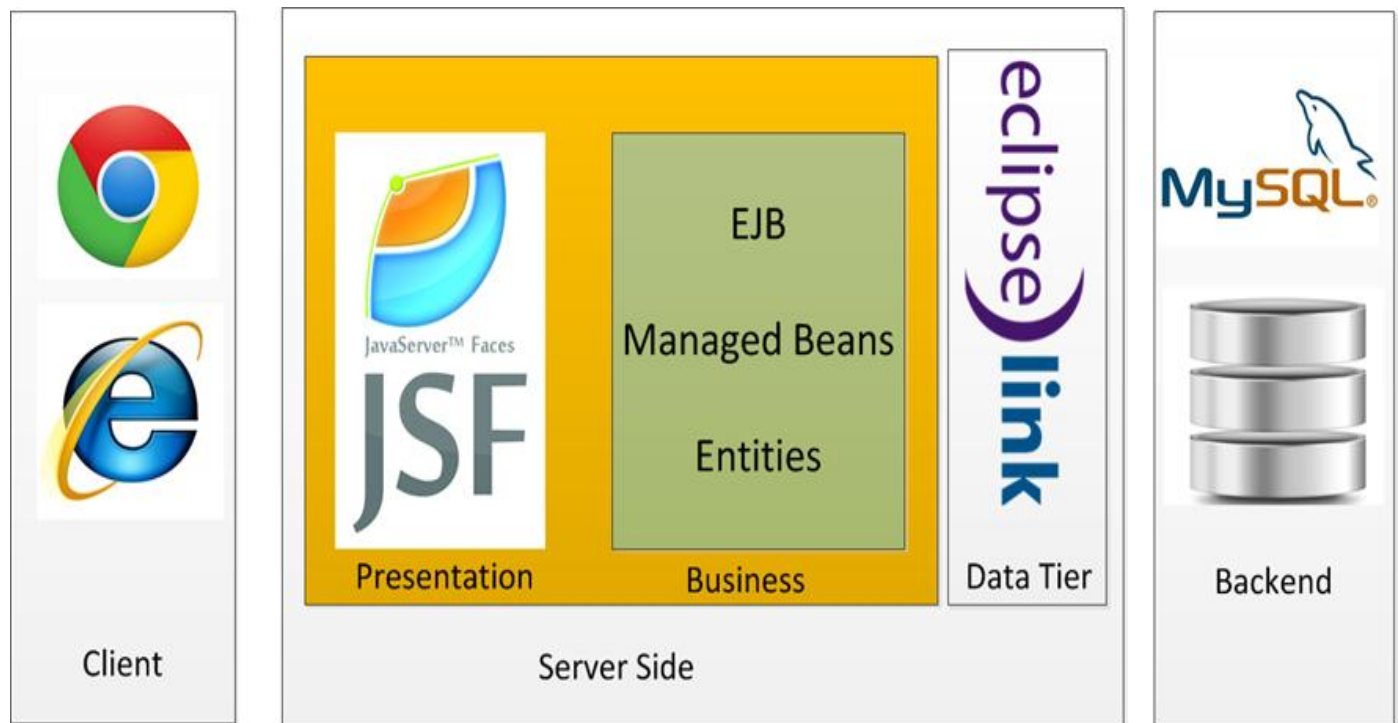 Client
JavaServer™ Faces
JSF
Presentation
EJB
Managed Beans
Entities
Business
eclipse)link
Data Tier
Server Side
MySQL®
Backend